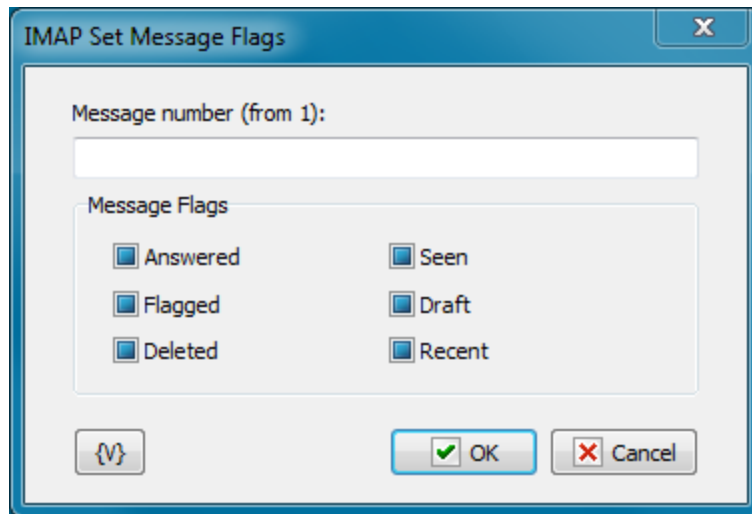 IMAP Set Message Flags
Message number (from 1):
Message Flags
Answered Seen
Flagged Draft
Deleted Recent
{V} OK Cancel